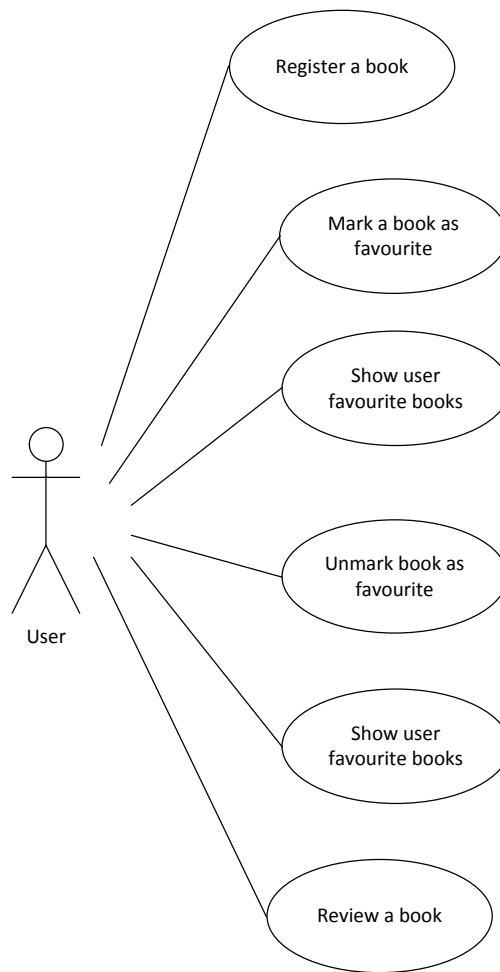 Register a book
Mark a book as
favourite
Show user
favourite books
Unmark book as
favourite
User
Show user
favourite books
Review a book